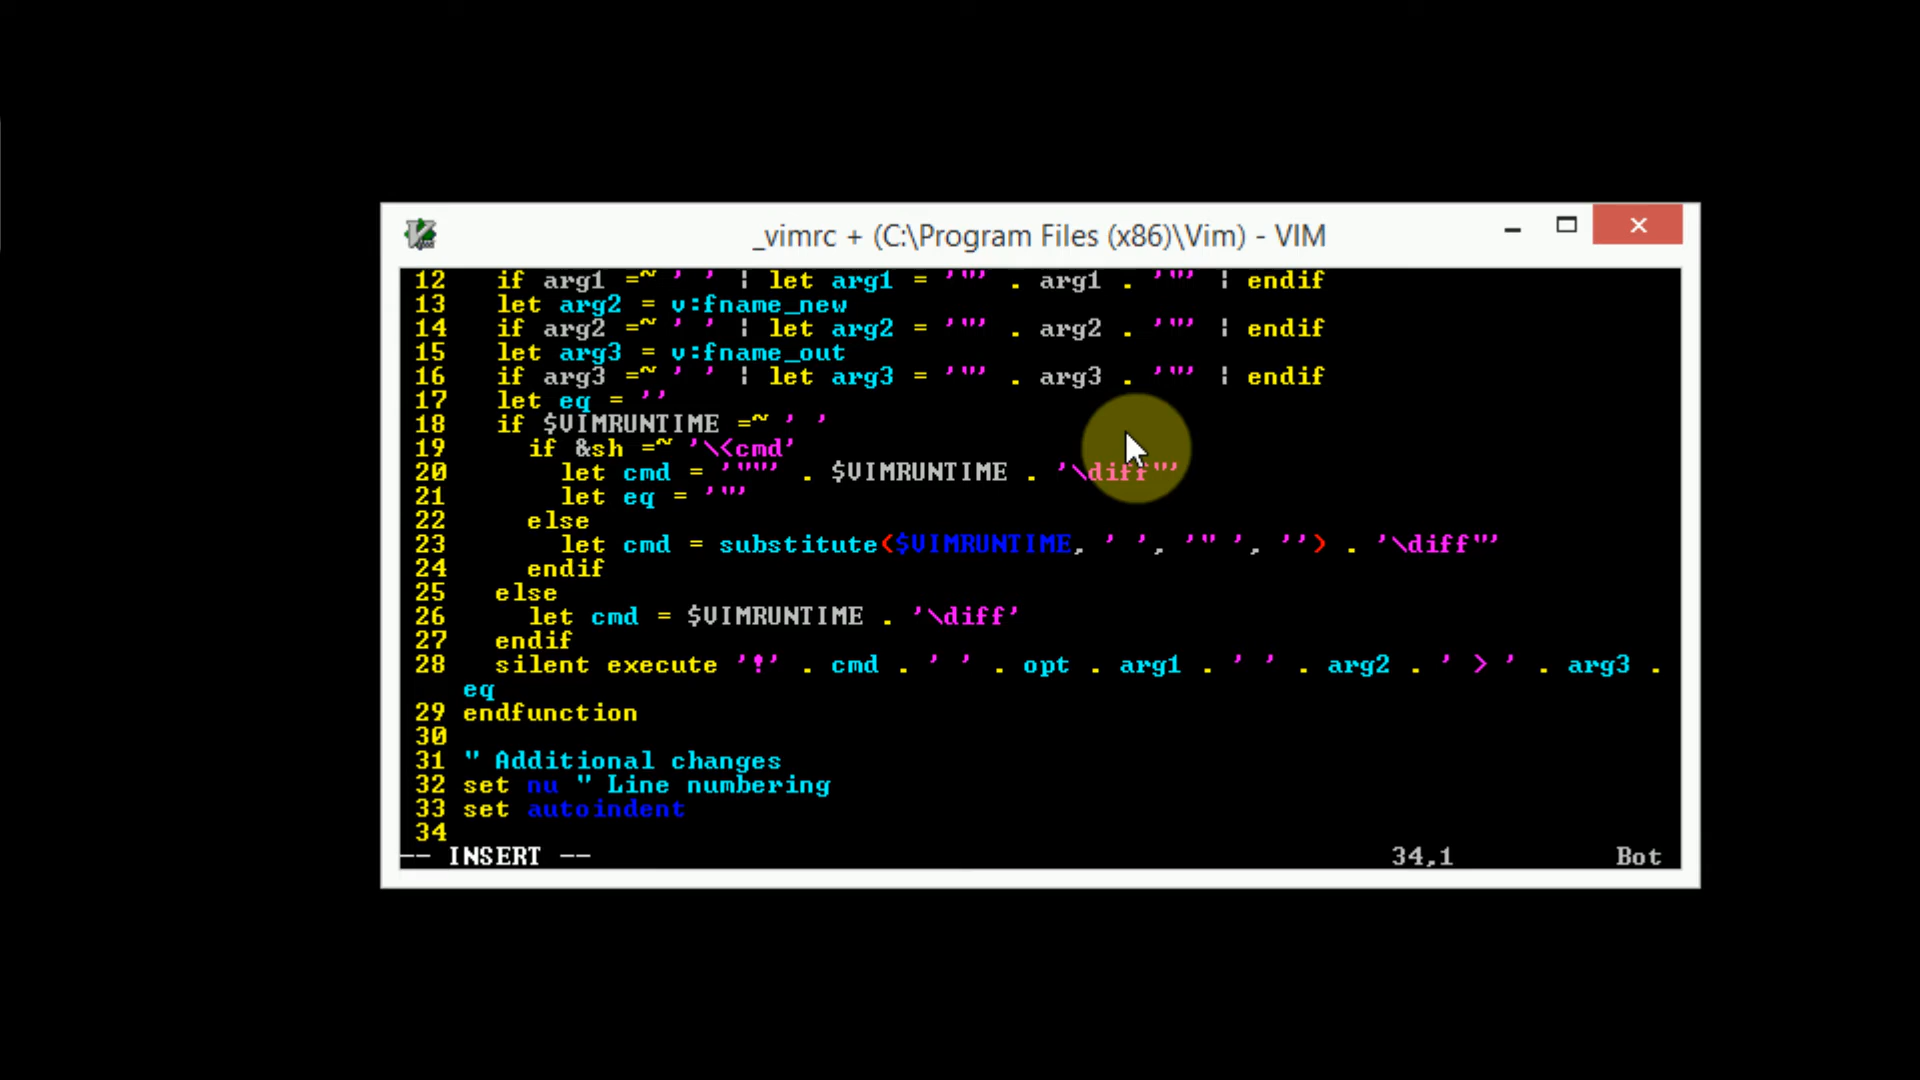 _vimrc + (C:\Program Files (x86)\Vim) - VIM
12   if arg1 =~ ' ' | let arg1 = '"' . arg1 . '"' | endif
13   let arg2 = v:fname_new
14   if arg2 =~ ' ' | let arg2 = '"' . arg2 . '"' | endif
15   let arg3 = v:fname_out
16   if arg3 =~ ' ' | let arg3 = '"' . arg3 . '"' | endif
17   let eq = ''
18   if $VIMRUNTIME =~ ' '
19     if &sh =~ '\<cmd'
20       let cmd = '""' . $VIMRUNTIME . '\diff"'
21       let eq = '"'
22     else
23       let cmd = substitute($VIMRUNTIME, ' ', '" ', '') . '\diff"'
24     endif
25   else
26     let cmd = $VIMRUNTIME . '\diff'
27   endif
28   silent execute '!' . cmd . ' ' . opt . arg1 . ' ' . arg2 . ' > ' . arg3 .
eq
29 endfunction
30
31 " Additional changes
32 set nu " Line numbering
33 set autoindent
34
-- INSERT -- 34,1 Bot